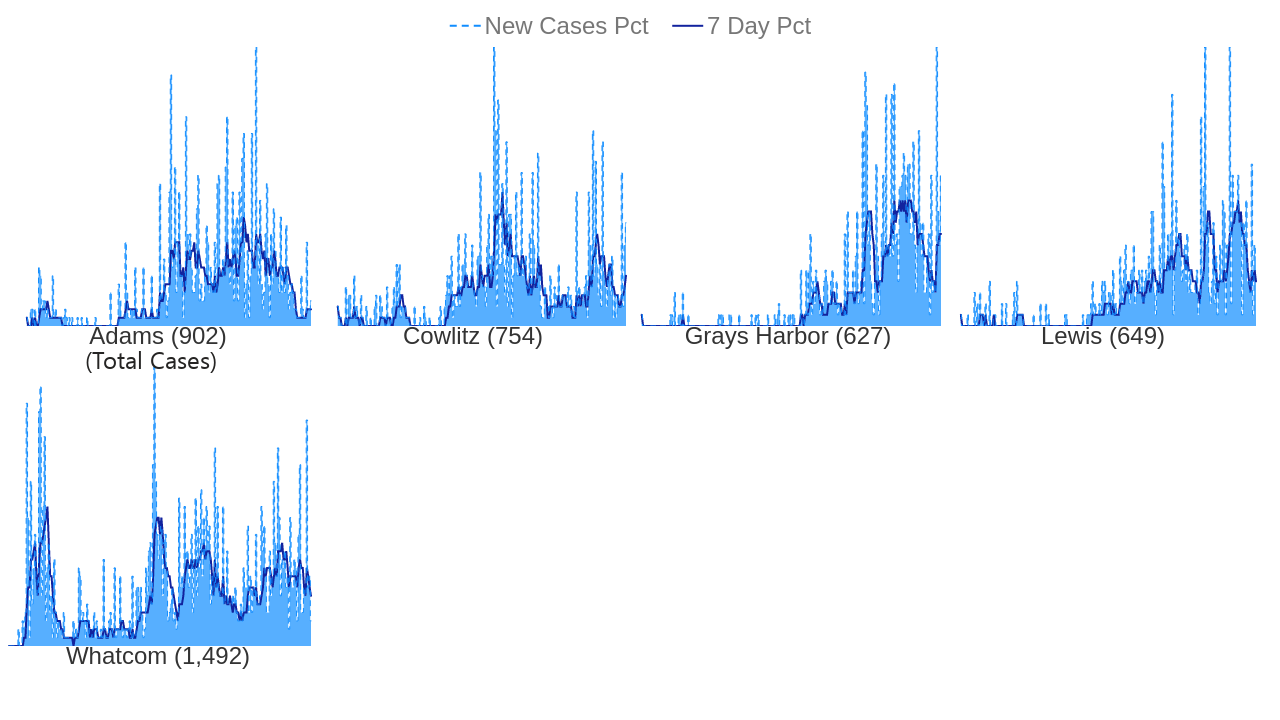 New Cases Pct 7 Day Pct
Adams (902) Cowlitz (754) Grays Harbor (627) Lewis (649)
(Total Cases)
Whatcom (1,492)